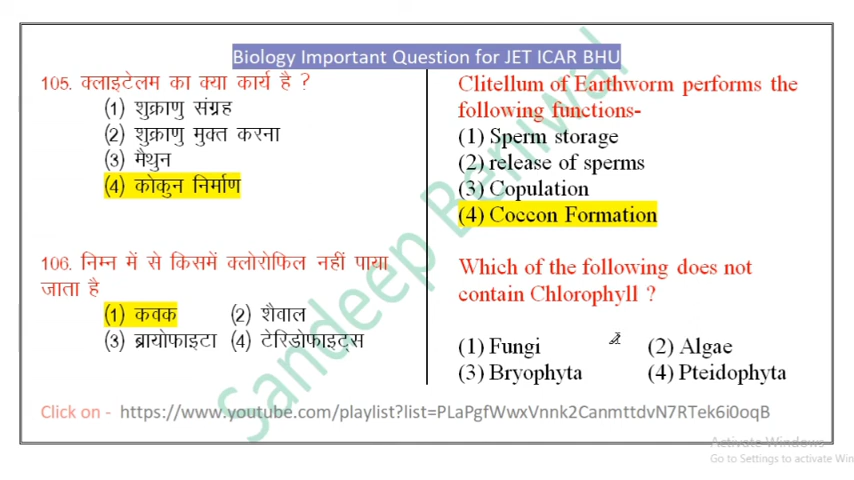 Biology Important Question for JET ICAR BHU
105. क्लाइटेलम का क्या कार्य है ?
(1) शुक्राणु संग्रह
(2) शुक्राणु मुक्त करना
(3) मैथुन
(4) कोकुन निर्माण
106. निम्न में से किसमें क्लोरोफिल नहीं पाया
जाता है
(1) कवक (2) शैवाल
(3) ब्रायोफाइटा (4) टेरिडोफाइट्स
Clitellum of Earthworm performs the
following functions-
(1) Sperm storage
(2) release of sperms
(3) Copulation
(4) Coccon Formation
Which of the following does not
contain Chlorophyll ?
(1) Fungi (2) Algae
(3) Bryophyta (4) Pteidophyta
Click on - https://www.youtube.com/playlist?list=PLaPgfWwxVnnk2CanmttdvN7RTek6i0oqB
Sandeep Beniwal
Activate Windows
Go to Settings to activate Win